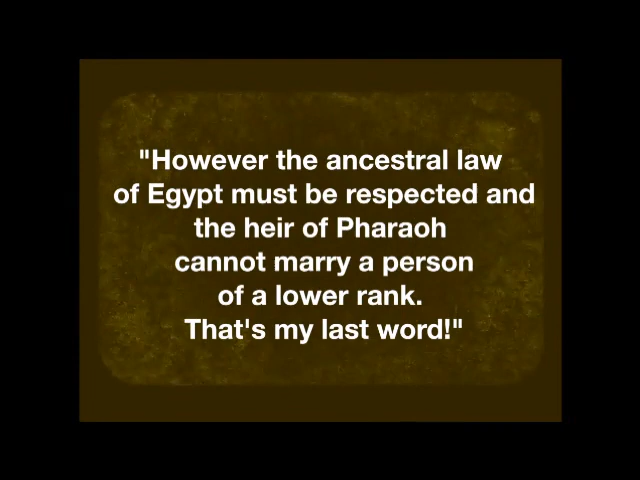 "However the ancestral law
of Egypt must be respected and
the heir of Pharaoh
cannot marry a person
of a lower rank.
That's my last word!"